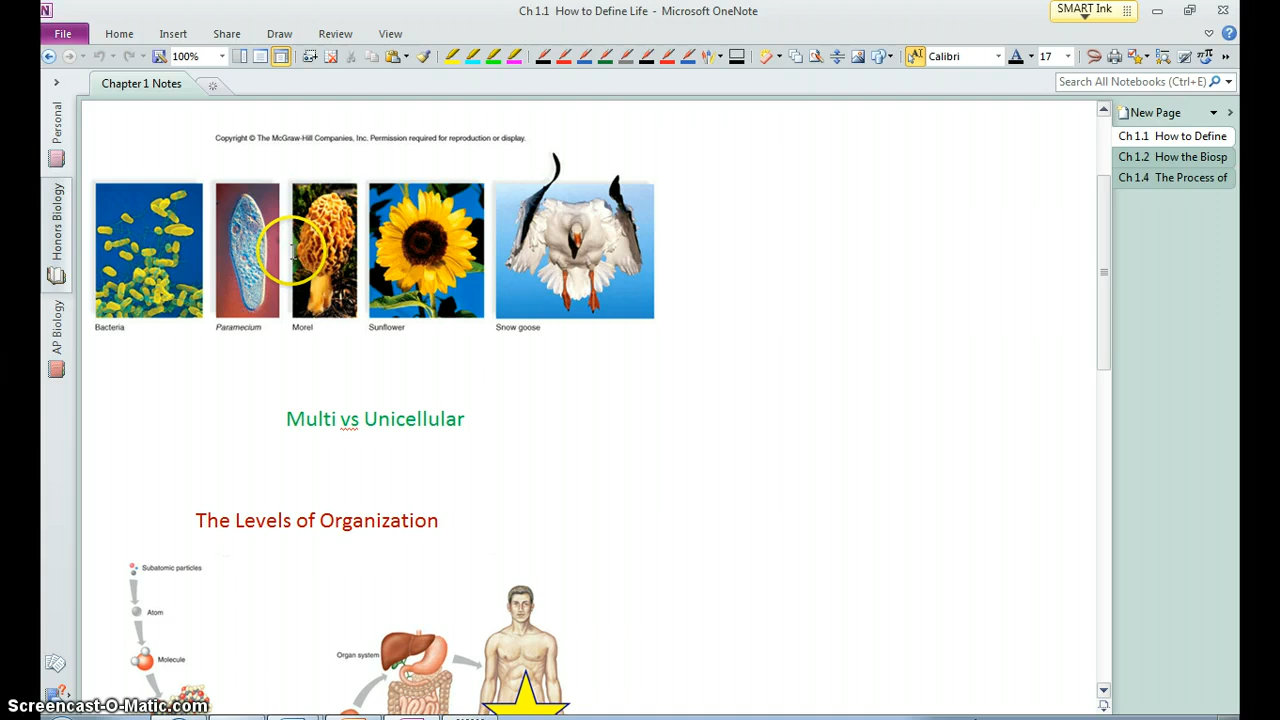 Ch 1.1 How to Define Life - Microsoft OneNote
SMART Ink
File Home Insert Share Draw Review View
100% Calibri 17
Chapter 1 Notes
Search All Notebooks (Ctrl+E)
New Page
Ch 1.1 How to Define
Ch 1.2 How the Biosp
Ch 1.4 The Process of
Personal
Honors Biology
AP Biology
Copyright © The McGraw-Hill Companies, Inc. Permission required for reproduction or display.
Bacteria Paramecium Morel Sunflower Snow goose
Multi vs Unicellular
The Levels of Organization
Subatomic particles
Atom
Molecule
Organ system
Screencast-O-Matic.com